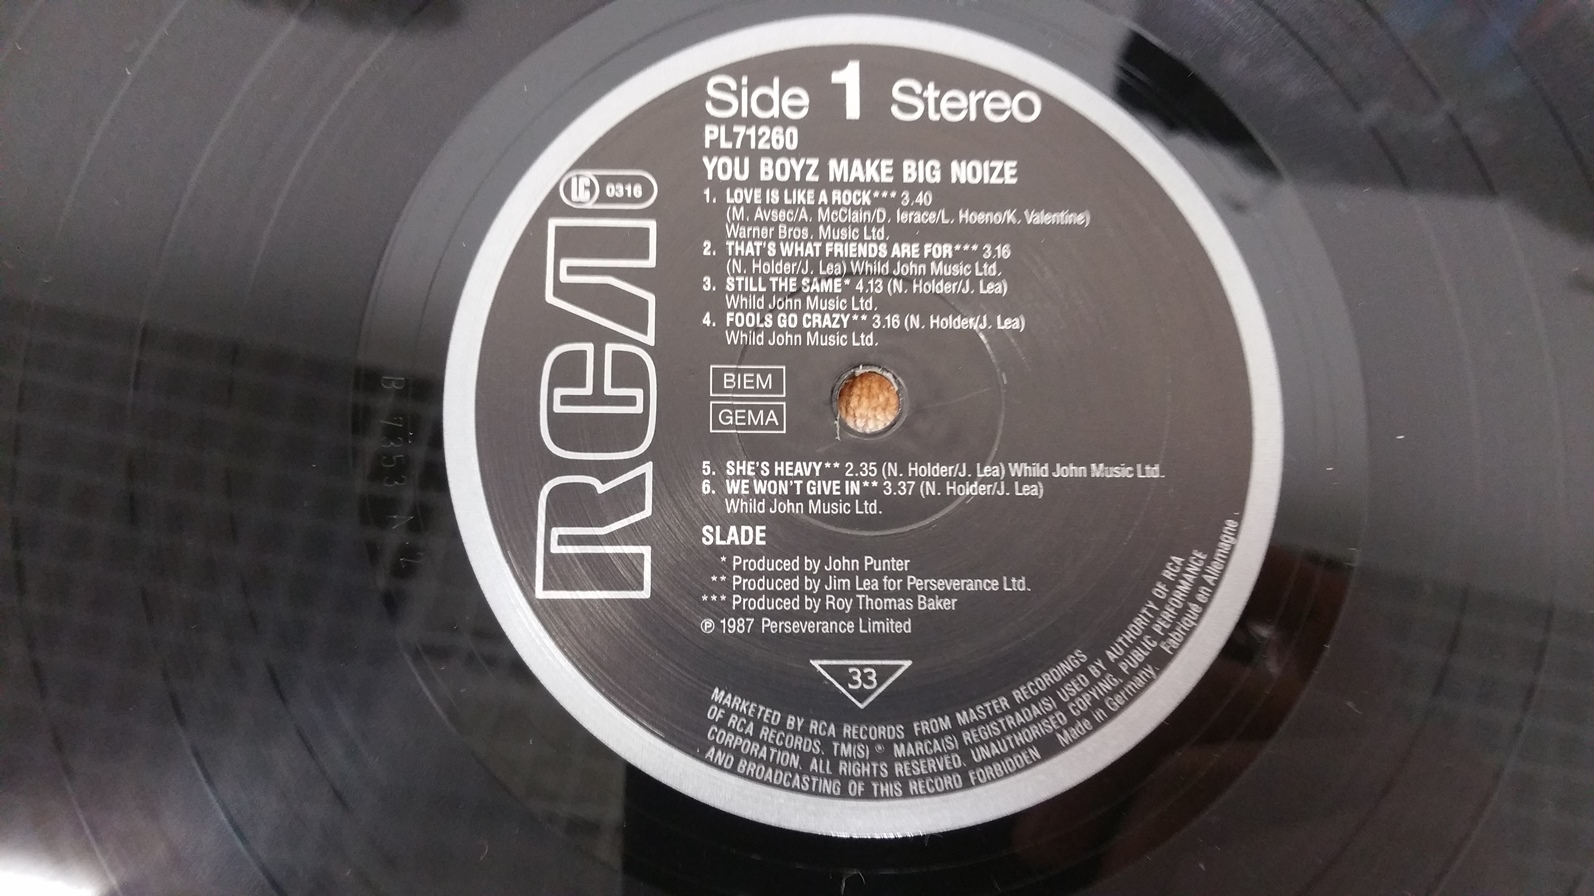 Side 1 Stereo
PL71260
YOU BOYZ MAKE BIG NOIZE
1. LOVE IS LIKE A ROCK*** 3.40
(M. Avsec/A. McClain/D. Ierace/L. Hoeno/K. Valentine)
Warner Bros. Music Ltd.
2. THAT'S WHAT FRIENDS ARE FOR*** 3.16
(N. Holder/J. Lea) Whild John Music Ltd.
3. STILL THE SAME* 4.13 (N. Holder/J. Lea)
Whild John Music Ltd.
4. FOOLS GO CRAZY** 3.16 (N. Holder/J. Lea)
Whild John Music Ltd.
LC 0316
RCA
BIEM
GEMA
5. SHE'S HEAVY** 2.35 (N. Holder/J. Lea) Whild John Music Ltd.
6. WE WON'T GIVE IN** 3.37 (N. Holder/J. Lea)
Whild John Music Ltd.
SLADE
* Produced by John Punter
** Produced by Jim Lea for Perseverance Ltd.
*** Produced by Roy Thomas Baker
℗ 1987 Perseverance Limited
33
MARKETED BY RCA RECORDS FROM MASTER RECORDINGS
OF RCA RECORDS. TM(S) ® MARCA(S) REGISTRADA(S) USED BY AUTHORITY OF RCA
CORPORATION. ALL RIGHTS RESERVED. UNAUTHORISED COPYING, PUBLIC PERFORMANCE
AND BROADCASTING OF THIS RECORD FORBIDDEN Made in Germany. Fabriqué en Allemagne